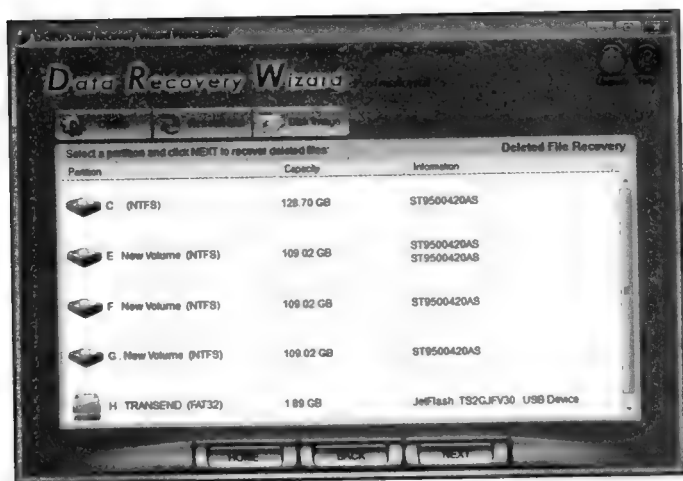 Data Recovery Wizard
Select a partition and click NEXT to recover deleted files:
Deleted File Recovery
Partition Capacity Information
C (NTFS) 128.70 GB ST9500420AS
E New Volume (NTFS) 109.02 GB ST9500420AS
ST9500420AS
F New Volume (NTFS) 109.02 GB ST9500420AS
G . New Volume (NTFS) 109.02 GB ST9500420AS
H TRANSEND (FAT32) 1.89 GB JetFlash TS2GJFV30 USB Device
HOME BACK NEXT